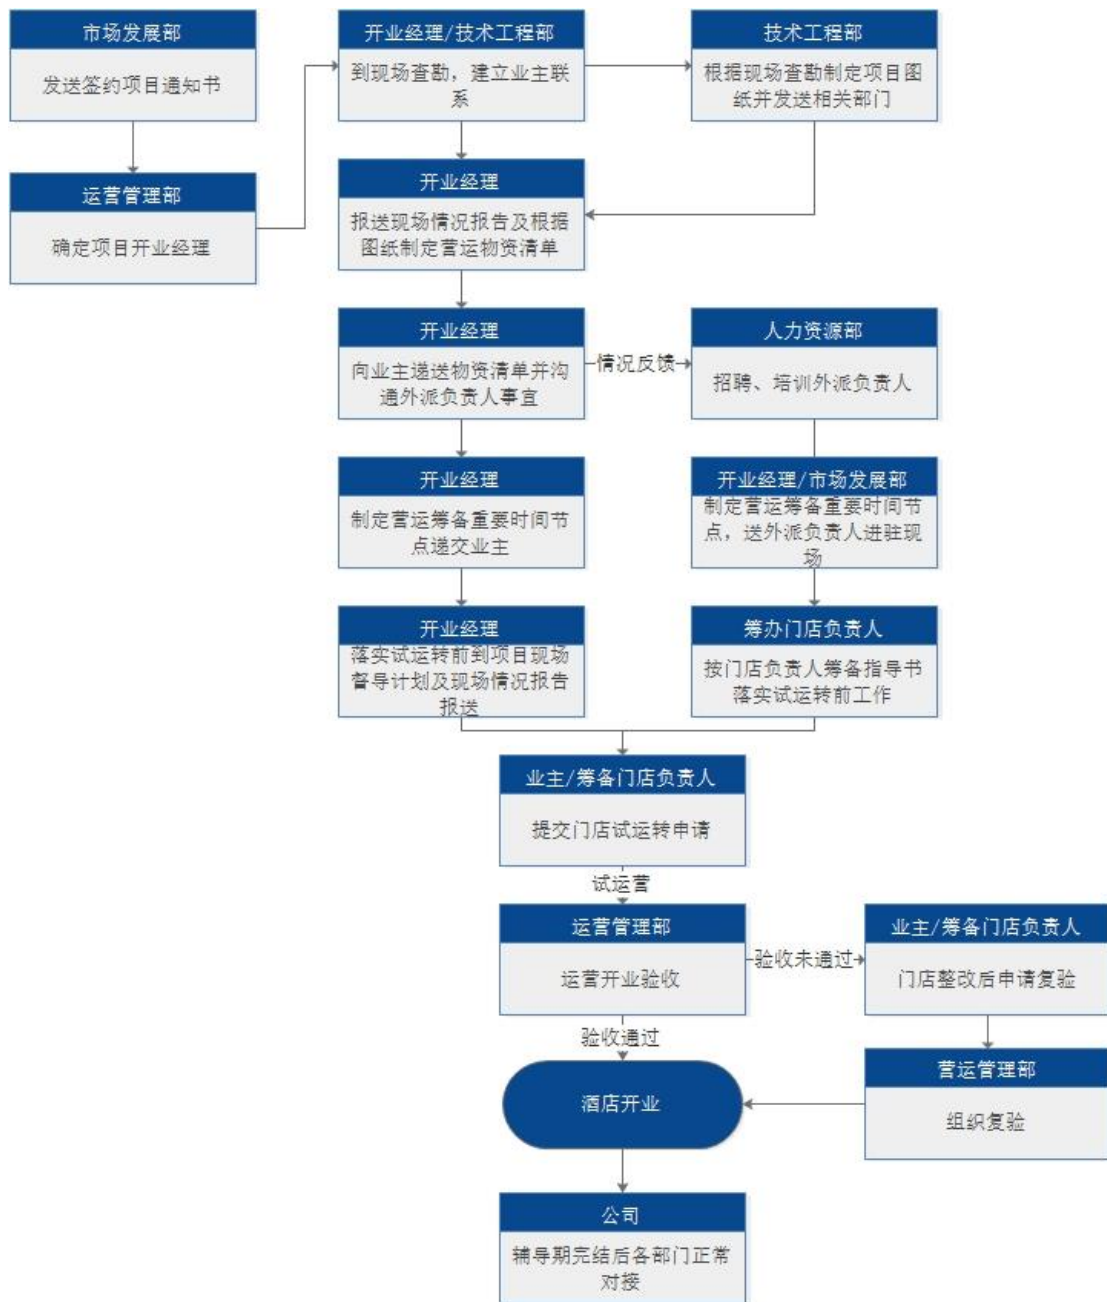 市场发展部
发送签约项目通知书
开业经理/技术工程部
到现场查勘，建立业主联
系
技术工程部
根据现场查勘制定项目图
纸并发送相关部门
运营管理部
确定项目开业经理
开业经理
报送现场情况报告及根据
图纸制定营运物资清单
开业经理
向业主递送物资清单并沟
通外派负责人事宜
情况反馈
人力资源部
招聘、培训外派负责人
开业经理
制定营运筹备重要时间节
点递交业主
开业经理/市场发展部
制定营运筹备重要时间节
点，送外派负责人进驻现
场
开业经理
落实试运转前到项目现场
督导计划及现场情况报告
报送
筹办门店负责人
按门店负责人筹备指导书
落实试运转前工作
业主/筹备门店负责人
提交门店试运转申请
试运营
运营管理部
运营开业验收
验收未通过
业主/筹备门店负责人
门店整改后申请复验
验收通过
酒店开业
营运管理部
组织复验
公司
辅导期完结后各部门正常
对接